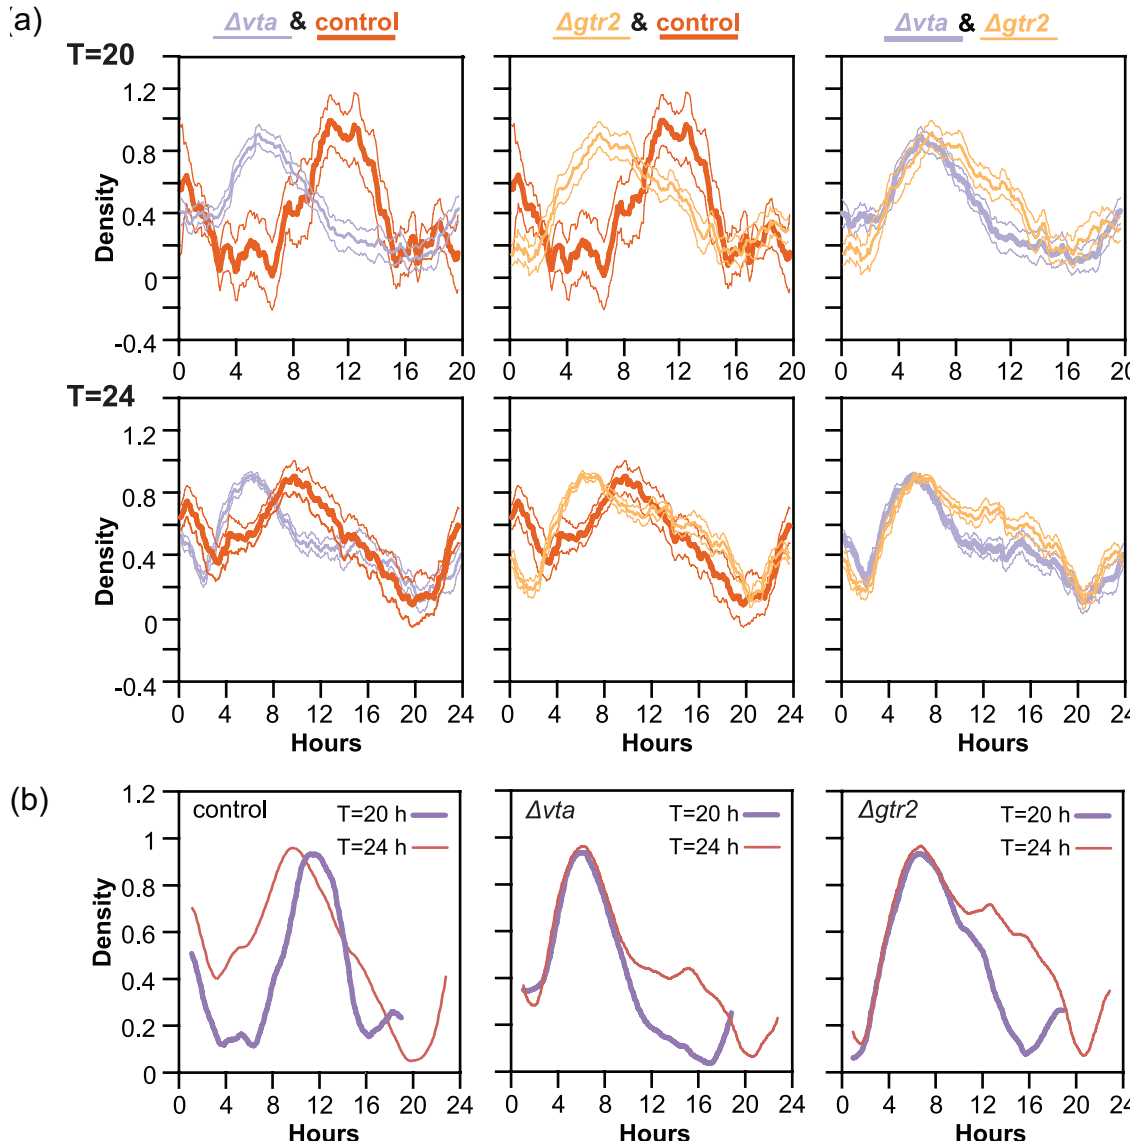 (a)
Δvta & control
Δgtr2 & control
Δvta & Δgtr2
T=20
Density
1.2
0.8
0.4
0
-0.4
0 4 8 12 16 20
0 4 8 12 16 20
0 4 8 12 16 20
T=24
Density
1.2
0.8
0.4
0
-0.4
0 4 8 12 16 20 24
0 4 8 12 16 20 24
0 4 8 12 16 20 24
Hours
Hours
Hours
(b)
Density
1.2
1
0.8
0.6
0.4
0.2
0
control
T=20 h
T=24 h
Δvta
T=20 h
T=24 h
Δgtr2
T=20 h
T=24 h
0 4 8 12 16 20 24
0 4 8 12 16 20 24
0 4 8 12 16 20 24
Hours
Hours
Hours